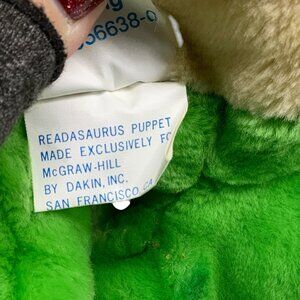 READASAURUS PUPPET
MADE EXCLUSIVELY
McGRAW-HILL
BY DAKIN, INC.
SAN FRANCISCO